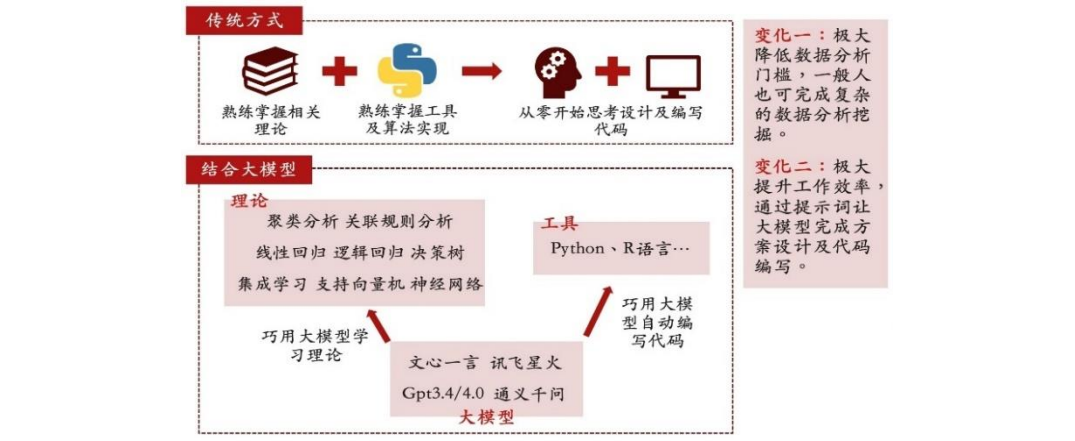 传统方式
熟练掌握相关
理论
熟练掌握工具
及算法实现
从零开始思考设计及编写
代码
结合大模型
理论
聚类分析 关联规则分析
线性回归 逻辑回归 决策树
集成学习 支持向量机 神经网络
工具
Python、R语言…
巧用大模型学
习理论
巧用大模
型自动编
写代码
文心一言 讯飞星火
Gpt3.4/4.0 通义千问
大模型
变化一：极大
降低数据分析
门槛，一般人
也可完成复杂
的数据分析挖
掘。
变化二：极大
提升工作效率，
通过提示词让
大模型完成方
案设计及代码
编写。